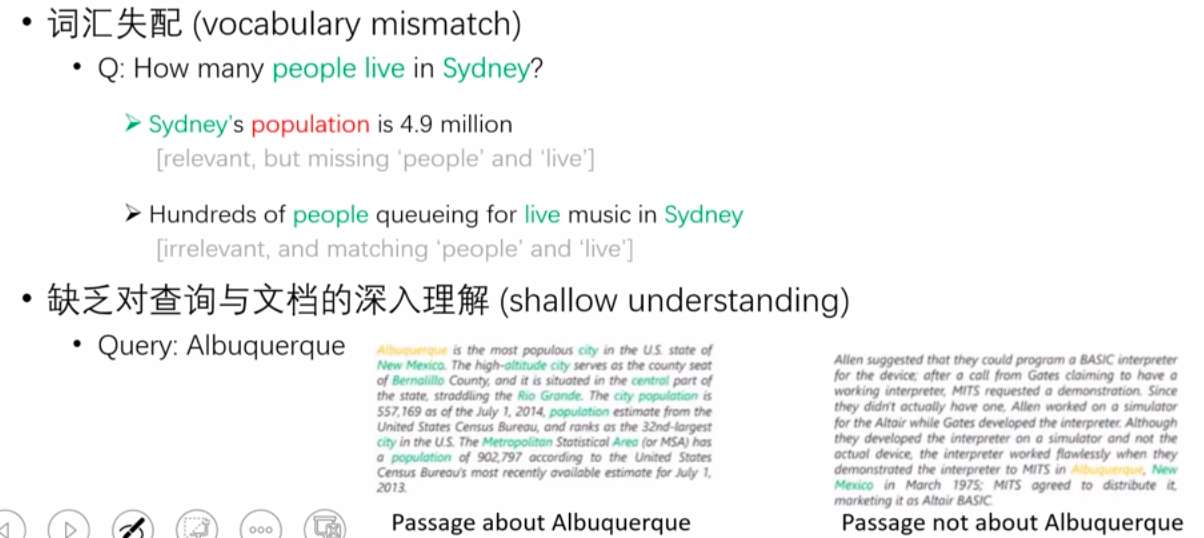 • 词汇失配 (vocabulary mismatch)
• Q: How many people live in Sydney?
➢ Sydney's population is 4.9 million
[relevant, but missing 'people' and 'live']
➢ Hundreds of people queueing for live music in Sydney
[irrelevant, and matching 'people' and 'live']
• 缺乏对查询与文档的深入理解 (shallow understanding)
• Query: Albuquerque
Albuquerque is the most populous city in the U.S. state of
New Mexico. The high-altitude city serves as the county seat
of Bernalillo County, and it is situated in the central part of
the state, straddling the Rio Grande. The city population is
557,169 as of the July 1, 2014, population estimate from the
United States Census Bureau, and ranks as the 32nd-largest
city in the U.S. The Metropolitan Statistical Area (or MSA) has
a population of 902,797 according to the United States
Census Bureau's most recently available estimate for July 1,
2013.
Passage about Albuquerque
Allen suggested that they could program a BASIC interpreter
for the device; after a call from Gates claiming to have a
working interpreter, MITS requested a demonstration. Since
they didn't actually have one, Allen worked on a simulator
for the Altair while Gates developed the interpreter. Although
they developed the interpreter on a simulator and not the
actual device, the interpreter worked flawlessly when they
demonstrated the interpreter to MITS in Albuquerque, New
Mexico in March 1975; MITS agreed to distribute it,
marketing it as Altair BASIC.
Passage not about Albuquerque